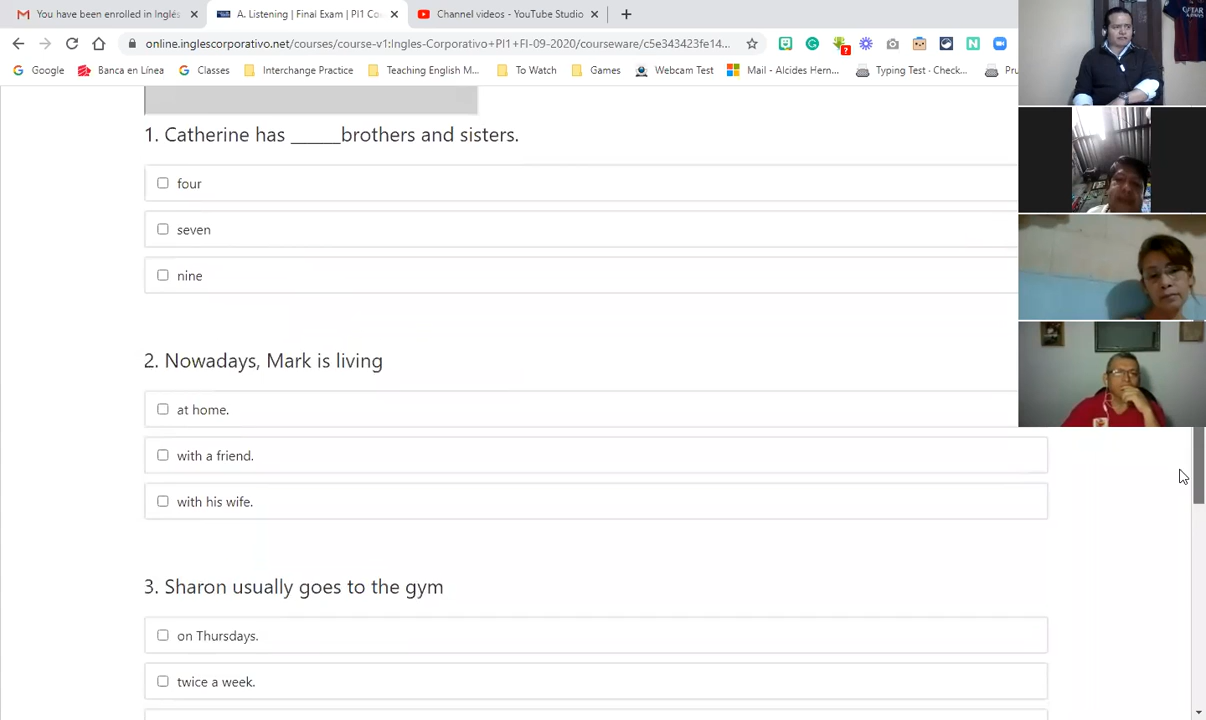 You have been enrolled in Inglés
A. Listening | Final Exam | PI1 Co
Channel videos - YouTube Studio
online.inglescorporativo.net/courses/course-v1:Ingles-Corporativo+PI1+FI-09-2020/courseware/c5e343423fe14...
Google
Banca en Línea
Classes
Interchange Practice
Teaching English M...
To Watch
Games
Webcam Test
Mail - Alcides Hern...
Typing Test · Check...
Pru
QATAR
AIRWAYS
1. Catherine has ______brothers and sisters.
four
seven
nine
2. Nowadays, Mark is living
at home.
with a friend.
with his wife.
3. Sharon usually goes to the gym
on Thursdays.
twice a week.